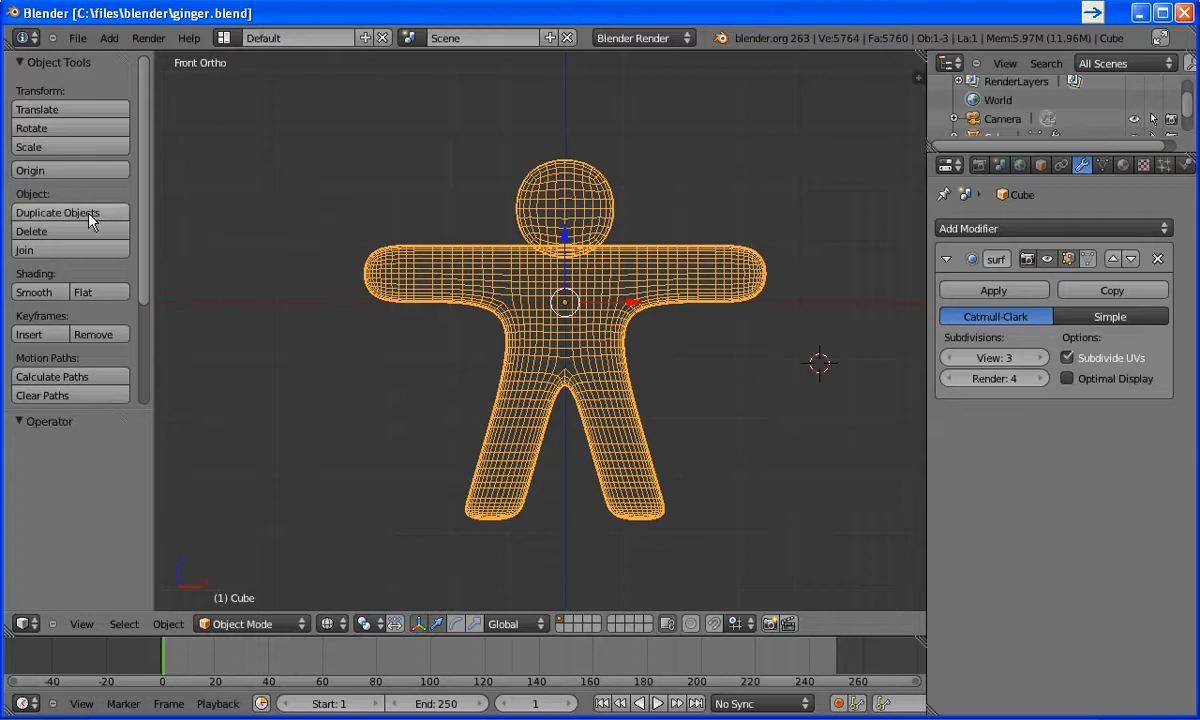 Blender [C:\files\blender\ginger.blend]
File Add Render Help Default Scene Blender Render blender.org 263 | Ve:5764 | Fa:5760 | Ob:1-3 | La:1 | Mem:5.97M (11.96M) | Cube
Object Tools
Transform:
Translate
Rotate
Scale
Origin
Object:
Duplicate Objects
Delete
Join
Shading:
Smooth Flat
Keyframes:
Insert Remove
Motion Paths:
Calculate Paths
Clear Paths
Operator
Front Ortho
(1) Cube
View Select Object Object Mode Global
View Search All Scenes
RenderLayers
World
Camera
Cube
Add Modifier
surf
Apply Copy
Catmull-Clark Simple
Subdivisions: Options:
View: 3 Subdivide UVs
Render: 4 Optimal Display
-40 -20 0 20 40 60 80 100 120 140 160 180 200 220 240 260
View Marker Frame Playback Start: 1 End: 250 1 No Sync